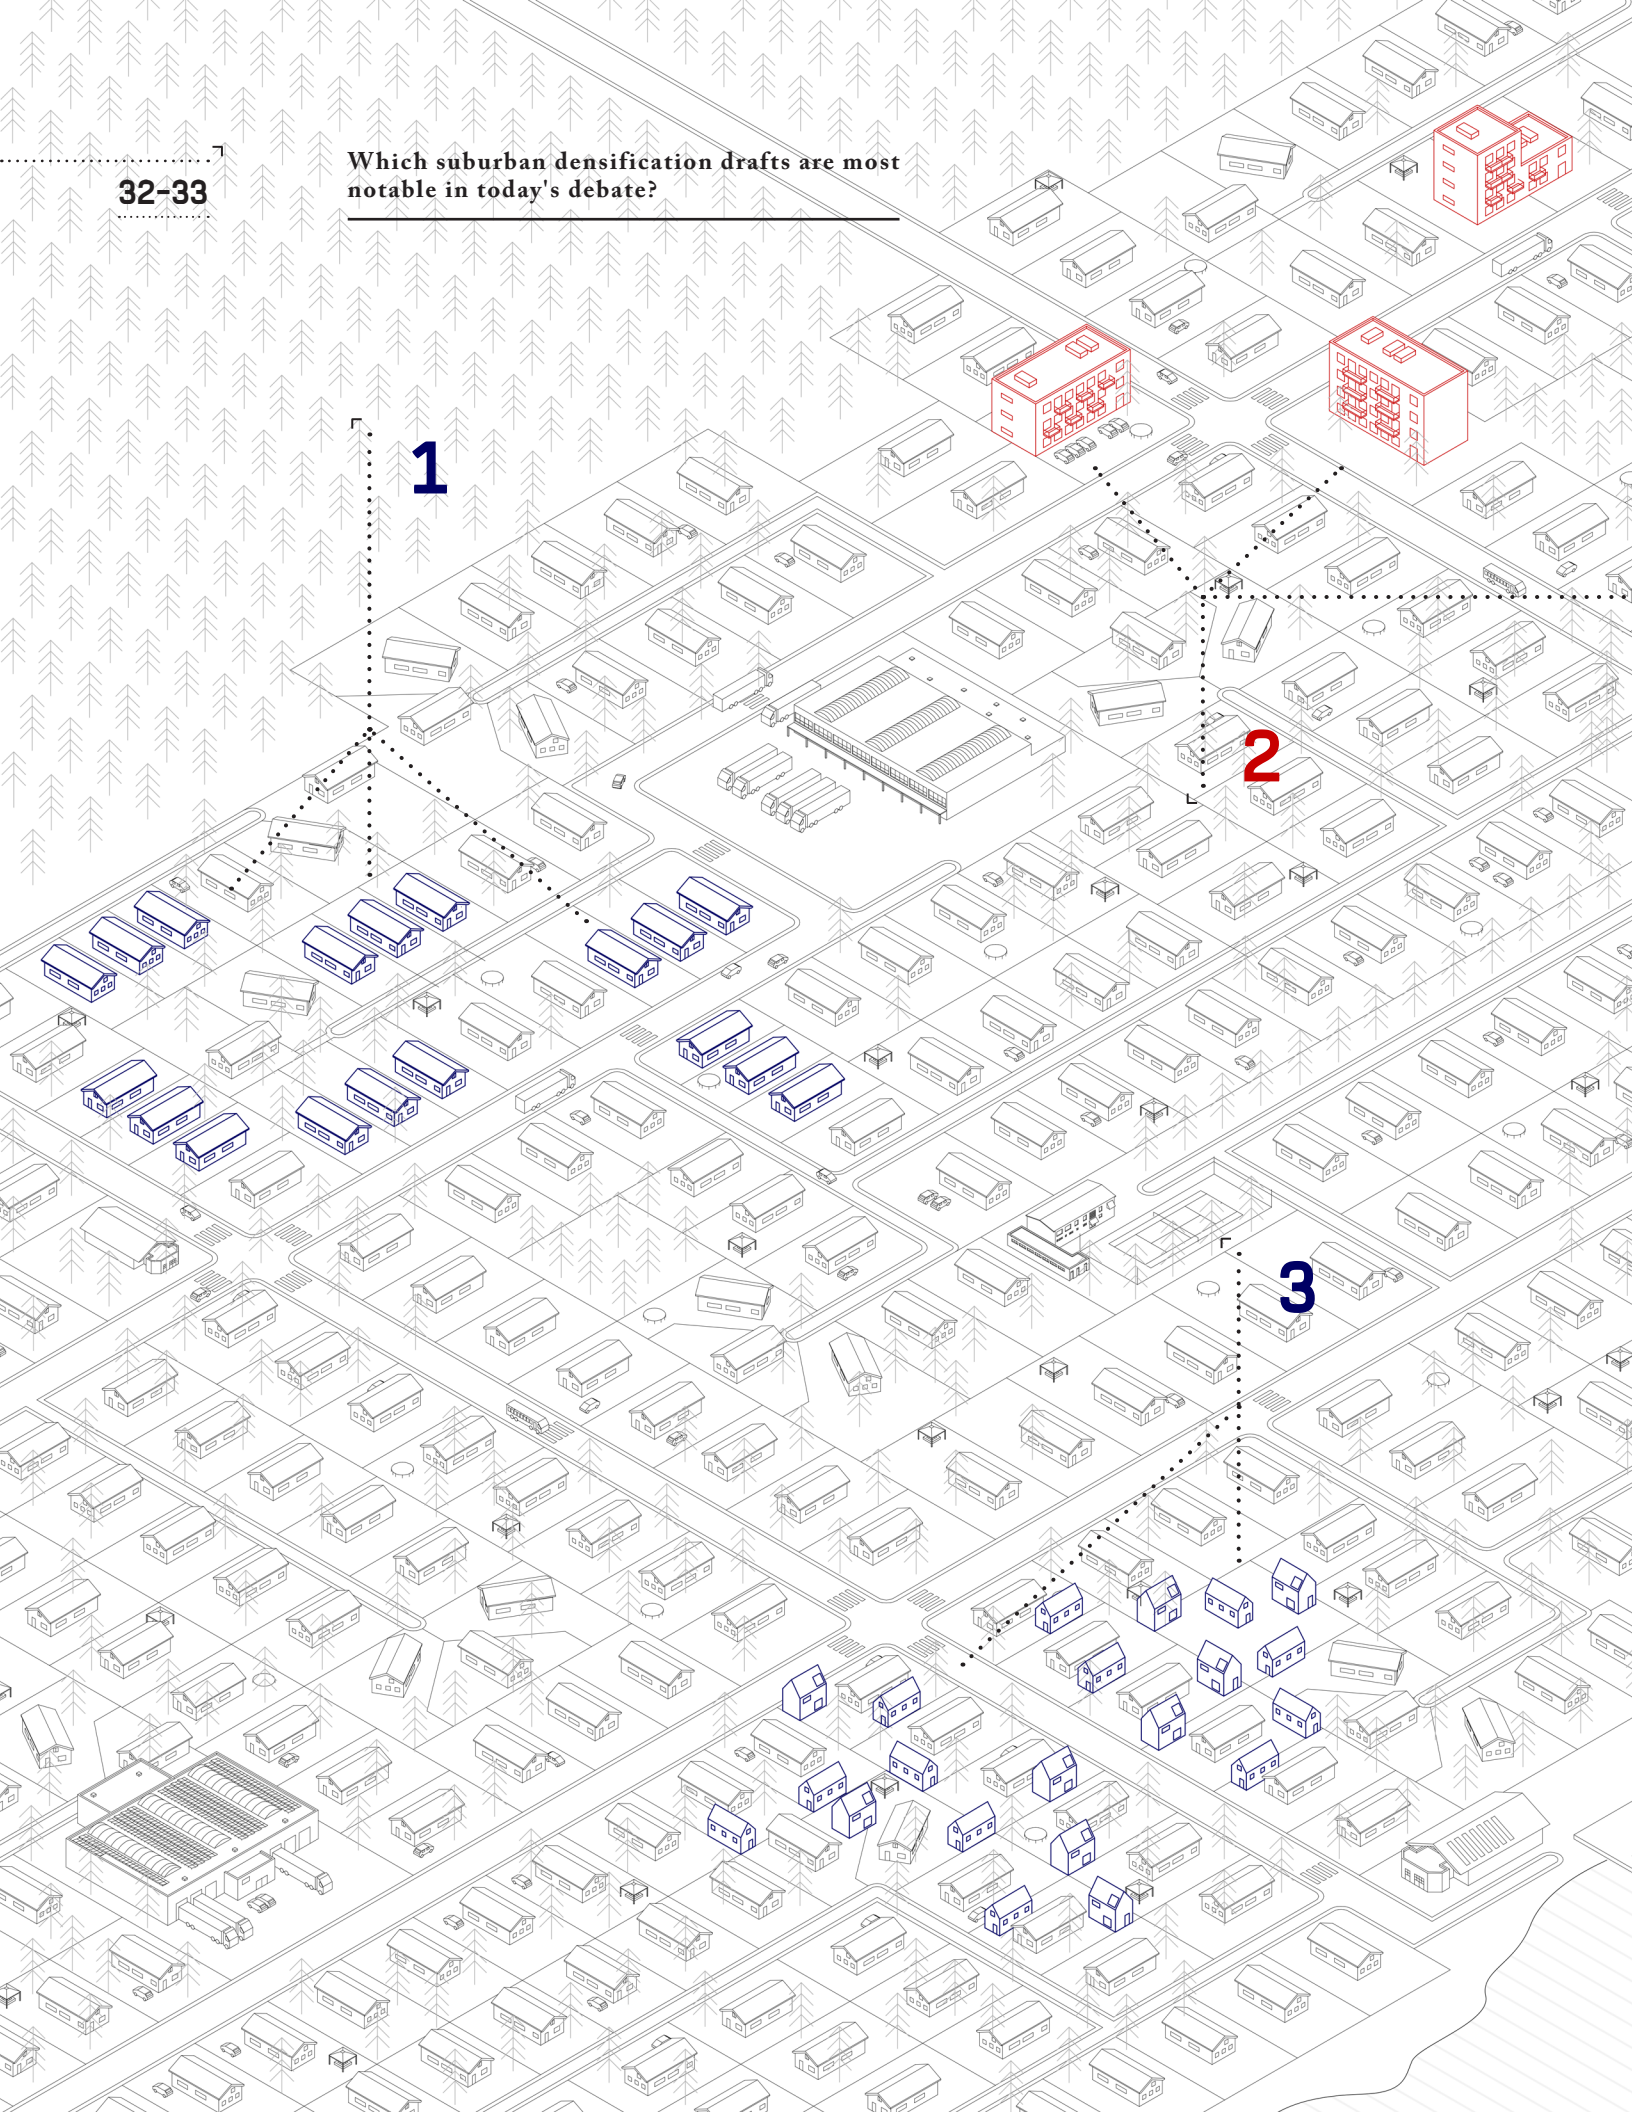 32-33
Which suburban densification drafts are most
notable in today's debate?
1
2
3